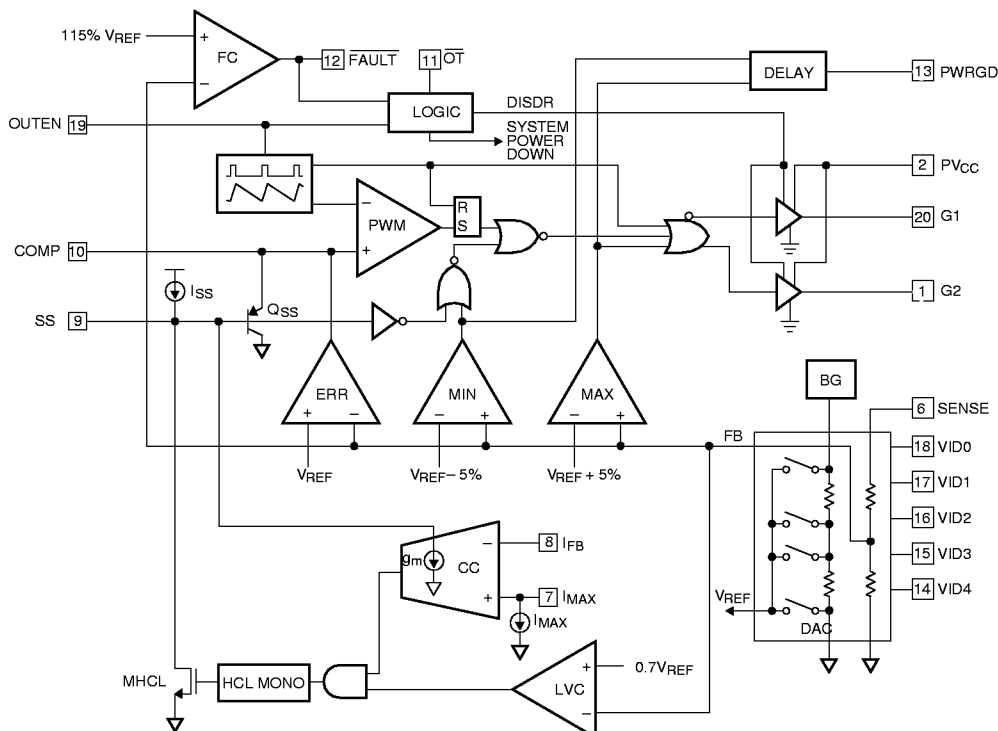 115% VREF
+
−
FC
12 FAULT
11 OT
LOGIC
DISDR
SYSTEM
POWER
DOWN
DELAY
13 PWRGD
OUTEN 19
2 PVCC
−
PWM
+
R
S
20 G1
COMP 10
ISS
QSS
SS 9
1 G2
ERR
+ −
MIN
− +
MAX
− +
BG
6 SENSE
FB
VREF
VREF − 5%
VREF + 5%
18 VID0
17 VID1
16 VID2
15 VID3
14 VID4
VREF
DAC
gm
CC
−
+
8 IFB
7 IMAX
IMAX
MHCL
HCL MONO
LVC
+
−
0.7VREF